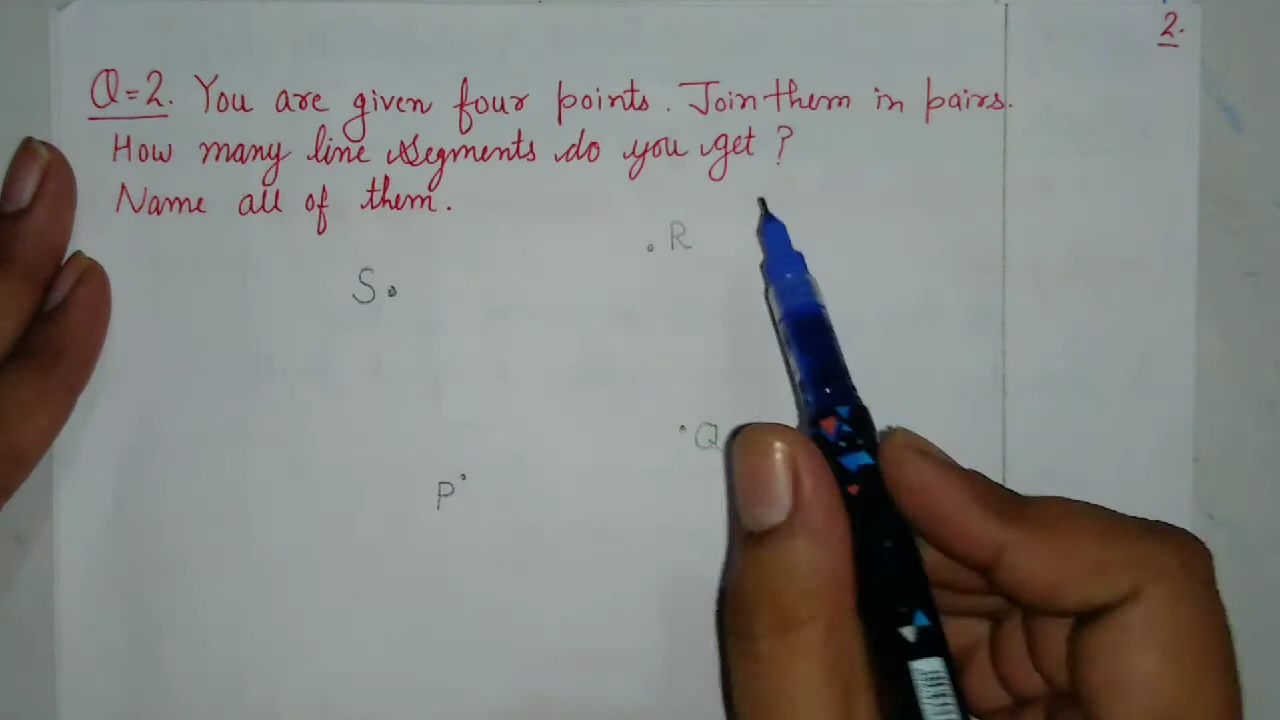 2.
Q=2. You are given four points. Join them in pairs.
How many line segments do you get?
Name all of them.
. R
S .
. Q
P .